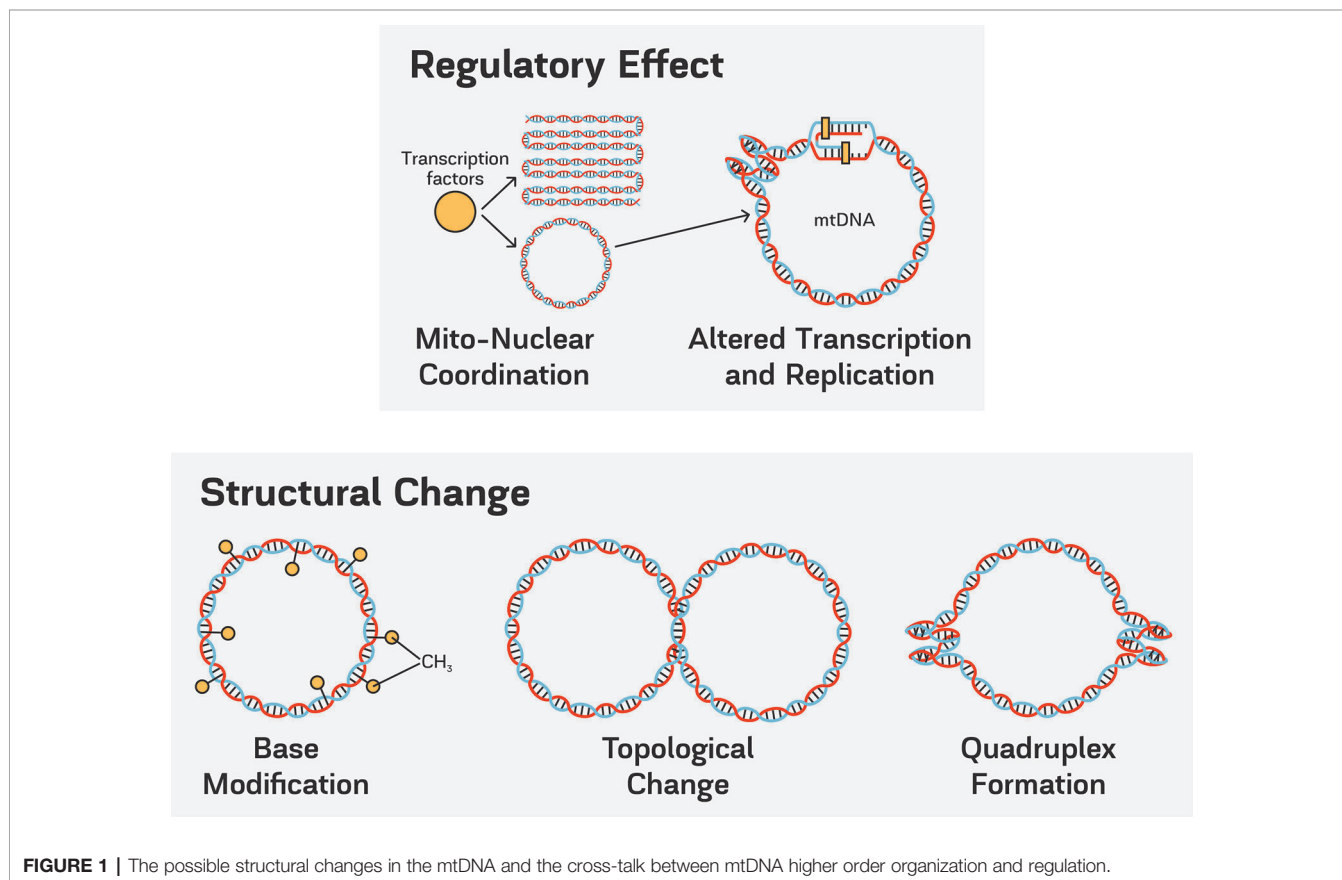 Regulatory Effect
Transcription
factors
mtDNA
Mito-Nuclear
Coordination
Altered Transcription
and Replication
Structural Change
CH₃
Base
Modification
Topological
Change
Quadruplex
Formation
FIGURE 1 | The possible structural changes in the mtDNA and the cross-talk between mtDNA higher order organization and regulation.